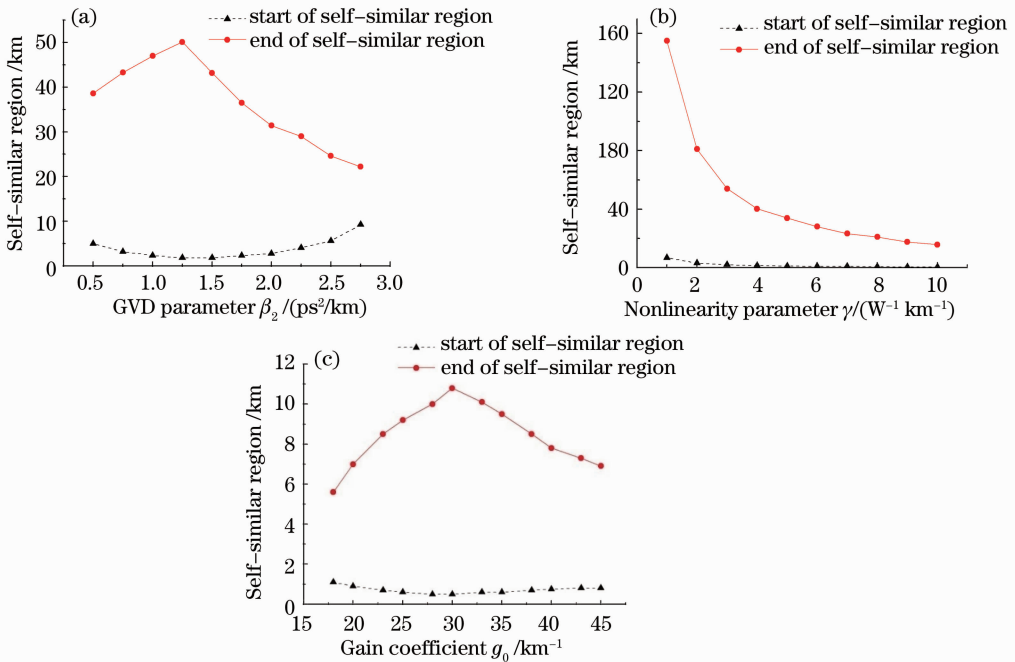 (a)
start of self-similar region
end of self-similar region
50
40
30
20
10
0
Self-similar region /km
0.5 1.0 1.5 2.0 2.5 3.0
GVD parameter β₂/(ps²/km)
(b)
start of self-similar region
end of self-similar region
160
120
180
40
0
Self-similar region /km
0 2 4 6 8 10
Nonlinearity parameter γ/(W⁻¹ km⁻¹)
(c)
start of self-similar region
end of self-similar region
12
10
8
6
4
2
0
Self-similar region /km
15 20 25 30 35 40 45
Gain coefficient g₀/km⁻¹